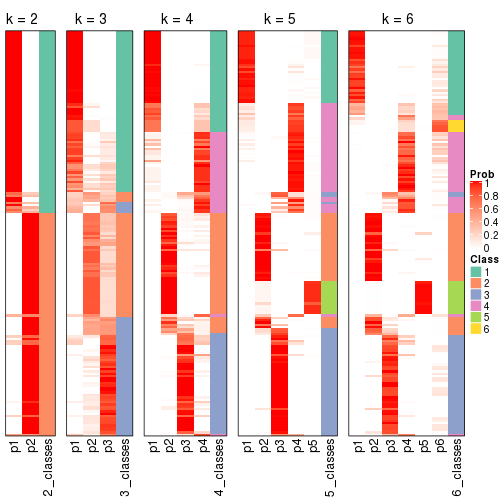 k = 2
k = 3
k = 4
k = 5
k = 6
p1
p2
2_classes
p1
p2
p3
3_classes
p1
p2
p3
p4
4_classes
p1
p2
p3
p4
p5
5_classes
p1
p2
p3
p4
p5
p6
6_classes
Prob
1
0.8
0.6
0.4
0.2
0
Class
1
2
3
4
5
6